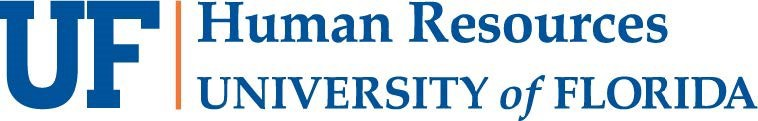 UF
Human Resources
UNIVERSITY of FLORIDA